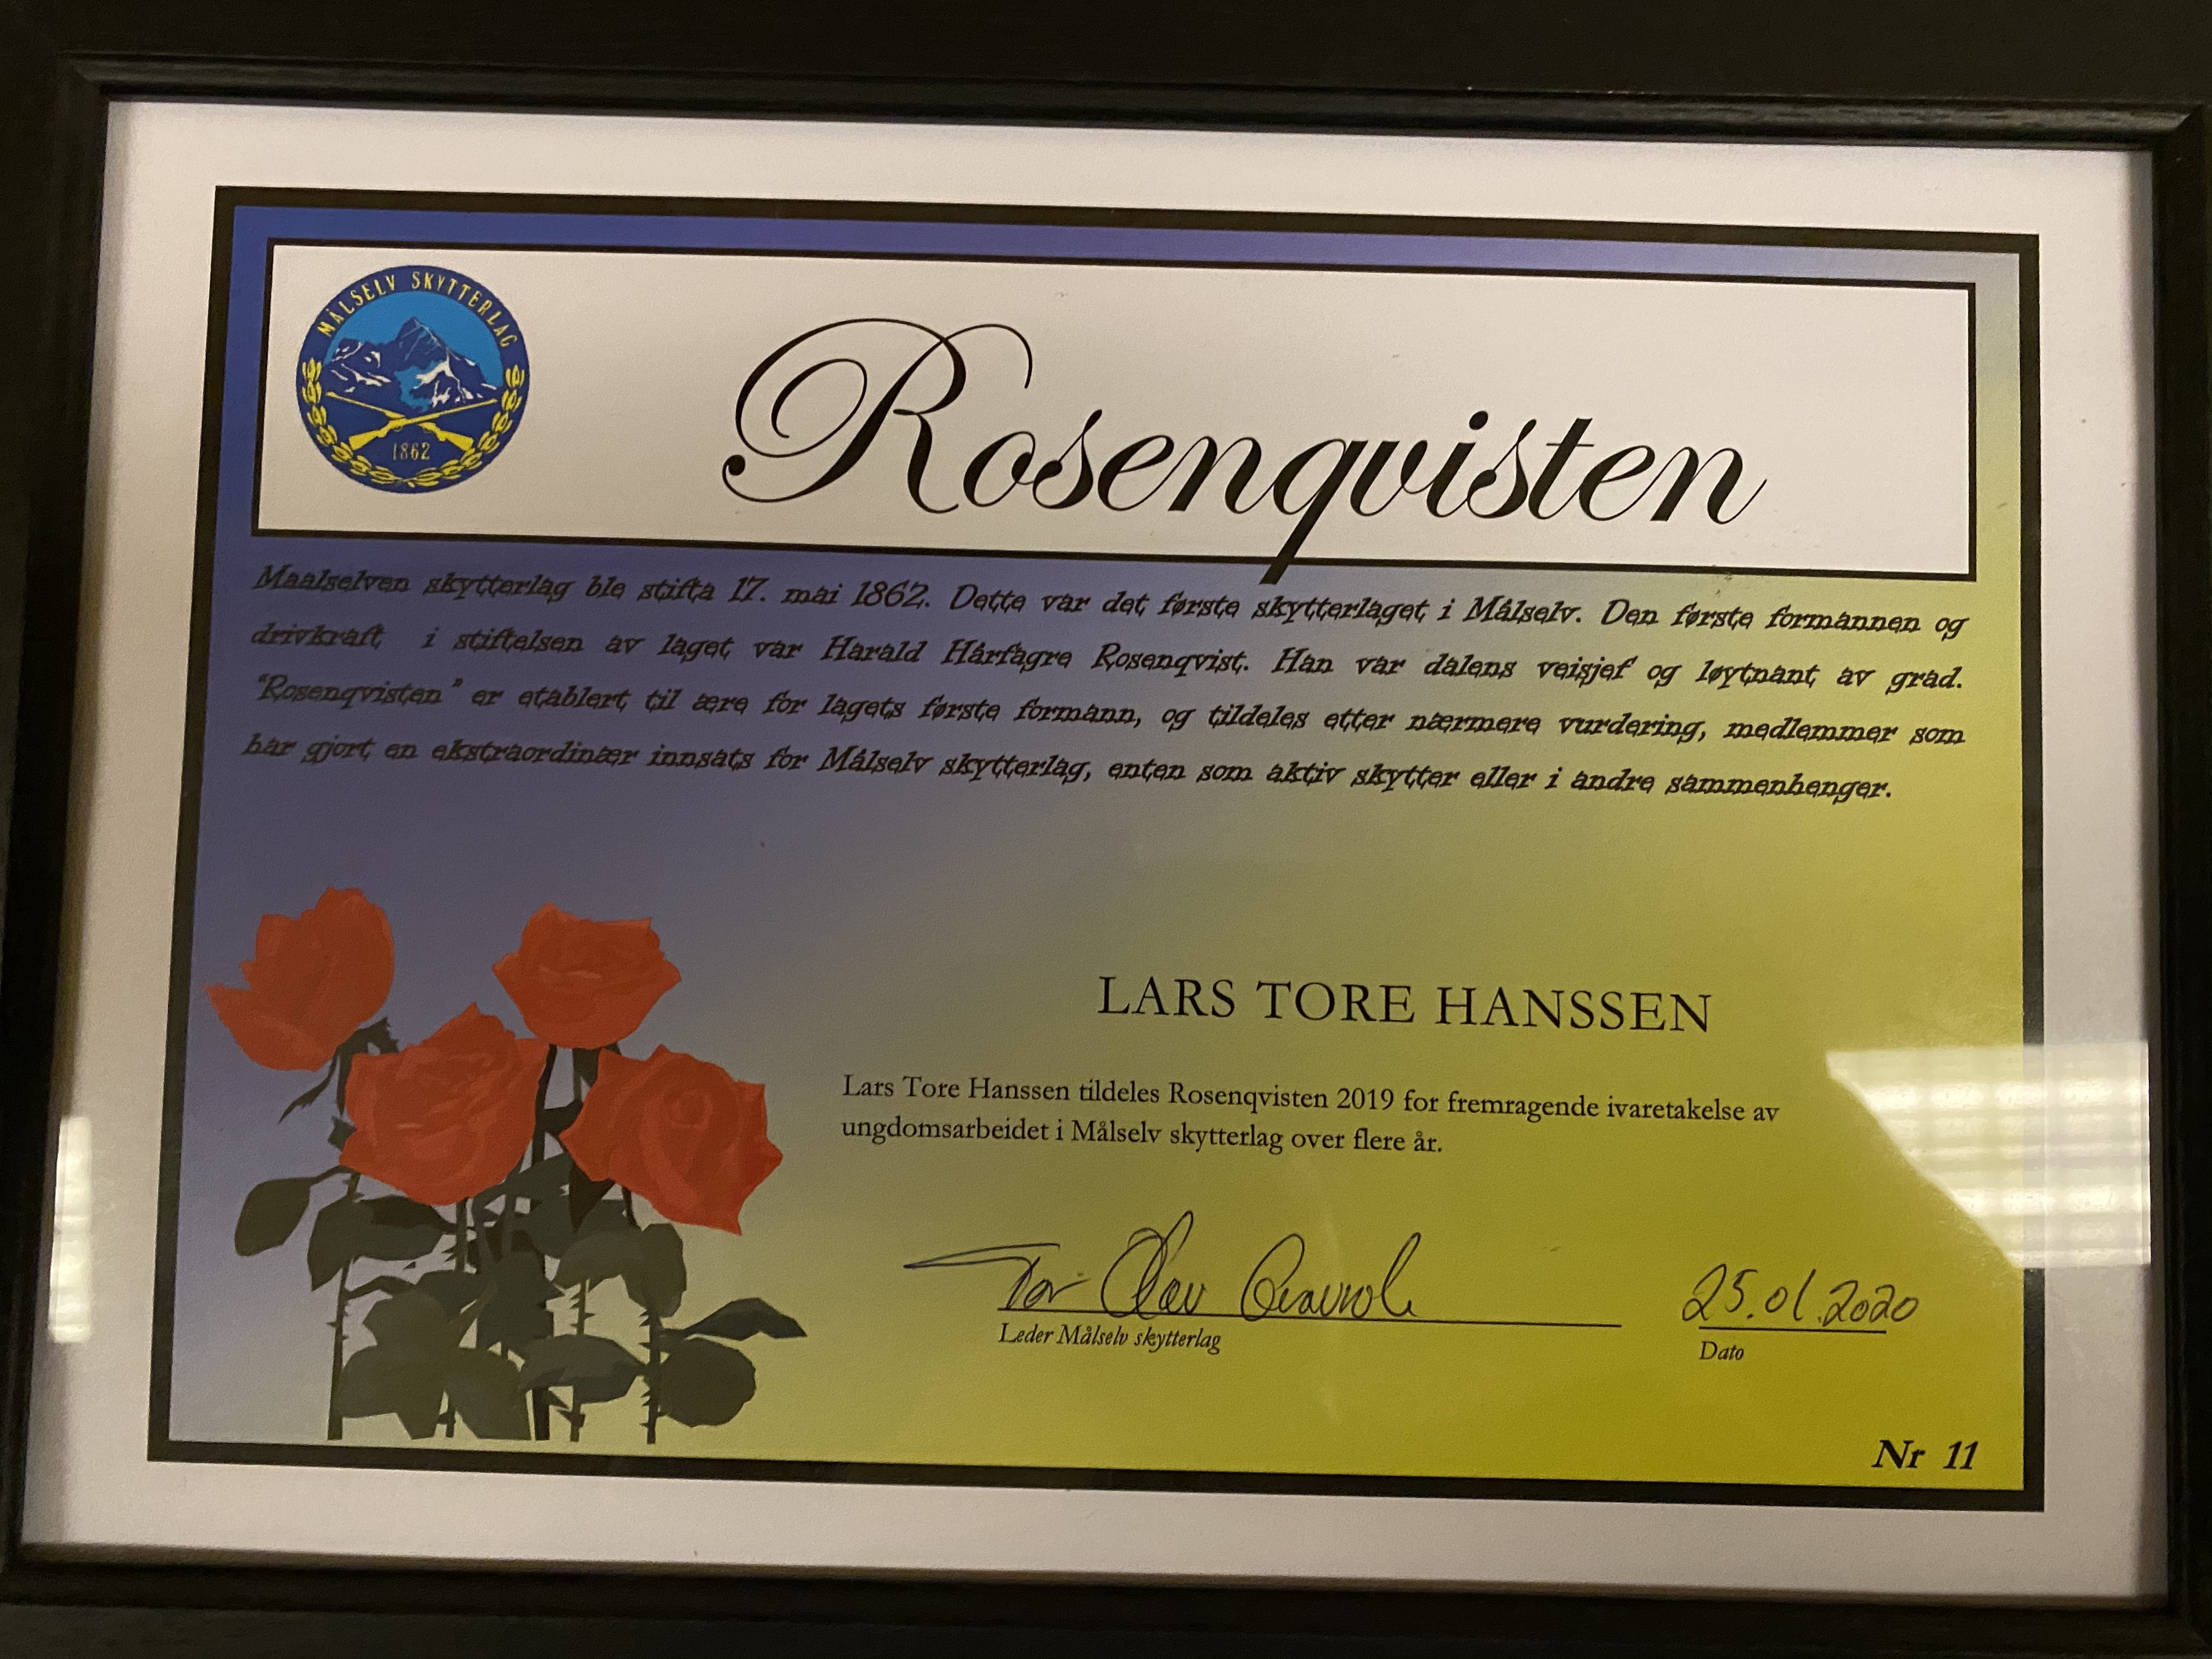 MÅLSELV SKYTTERLAG
1862
Rosenqvisten
Maalselven skytterlag ble stifta 17. mai 1862. Dette var det første skytterlaget i Målselv. Den første formannen og
drivkraft i stiftelsen av laget var Harald Hårfagre Rosenqvist. Han var dalens veisjef og løytnant av grad.
"Rosenqvisten" er etablert til ære for lagets første formann, og tildeles etter nærmere vurdering, medlemmer som
har gjort en ekstraordinær innsats for Målselv skytterlag, enten som aktiv skytter eller i andre sammenhenger.
LARS TORE HANSSEN
Lars Tore Hanssen tildeles Rosenqvisten 2019 for fremragende ivaretakelse av
ungdomsarbeidet i Målselv skytterlag over flere år.
Tor Olav
25.01.2020
Leder Målselv skytterlag
Dato
Nr 11